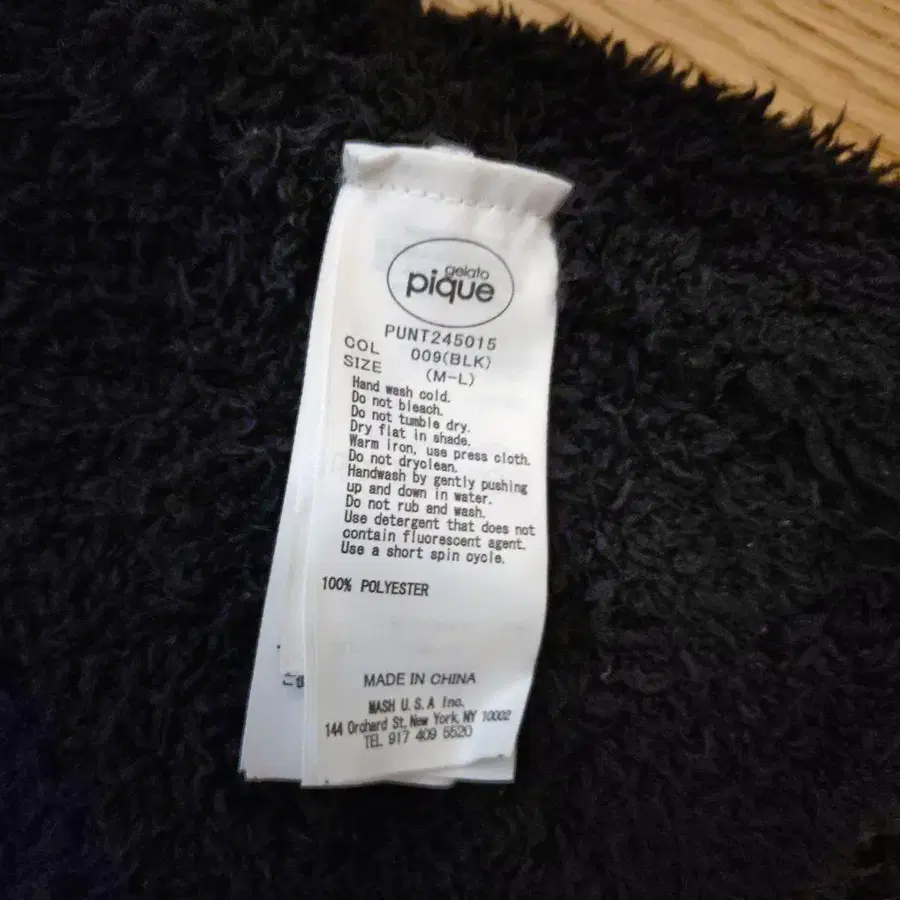 gelato
pique
PUNT245015
COL 009(BLK)
SIZE (M-L)
Hand wash cold.
Do not bleach.
Do not tumble dry.
Dry flat in shade.
Warm iron, use press cloth.
Do not dryclean.
Handwash by gently pushing
up and down in water.
Do not rub and wash.
Use detergent that does not
contain fluorescent agent.
Use a short spin cycle.
100% POLYESTER
MADE IN CHINA
MASH U.S.A Inc.
144 Orchard St, New York, NY 10002
TEL 917 409 5520